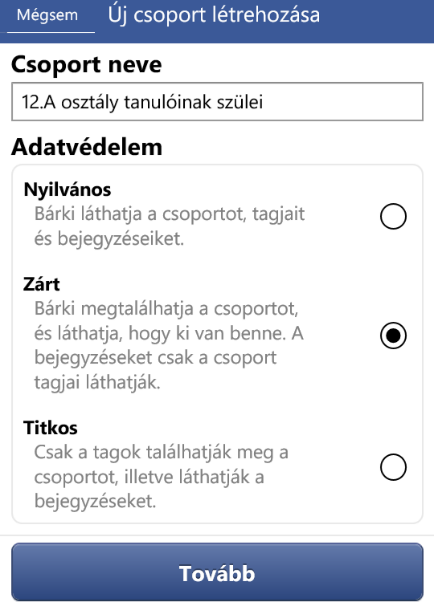 Mégsem Új csoport létrehozása
Csoport neve
12.A osztály tanulóinak szülei
Adatvédelem
Nyilvános
Bárki láthatja a csoportot, tagjait
és bejegyzéseiket.
Zárt
Bárki megtalálhatja a csoportot,
és láthatja, hogy ki van benne. A
bejegyzéseket csak a csoport
tagjai láthatják.
Titkos
Csak a tagok találhatják meg a
csoportot, illetve láthatják a
bejegyzéseket.
Tovább